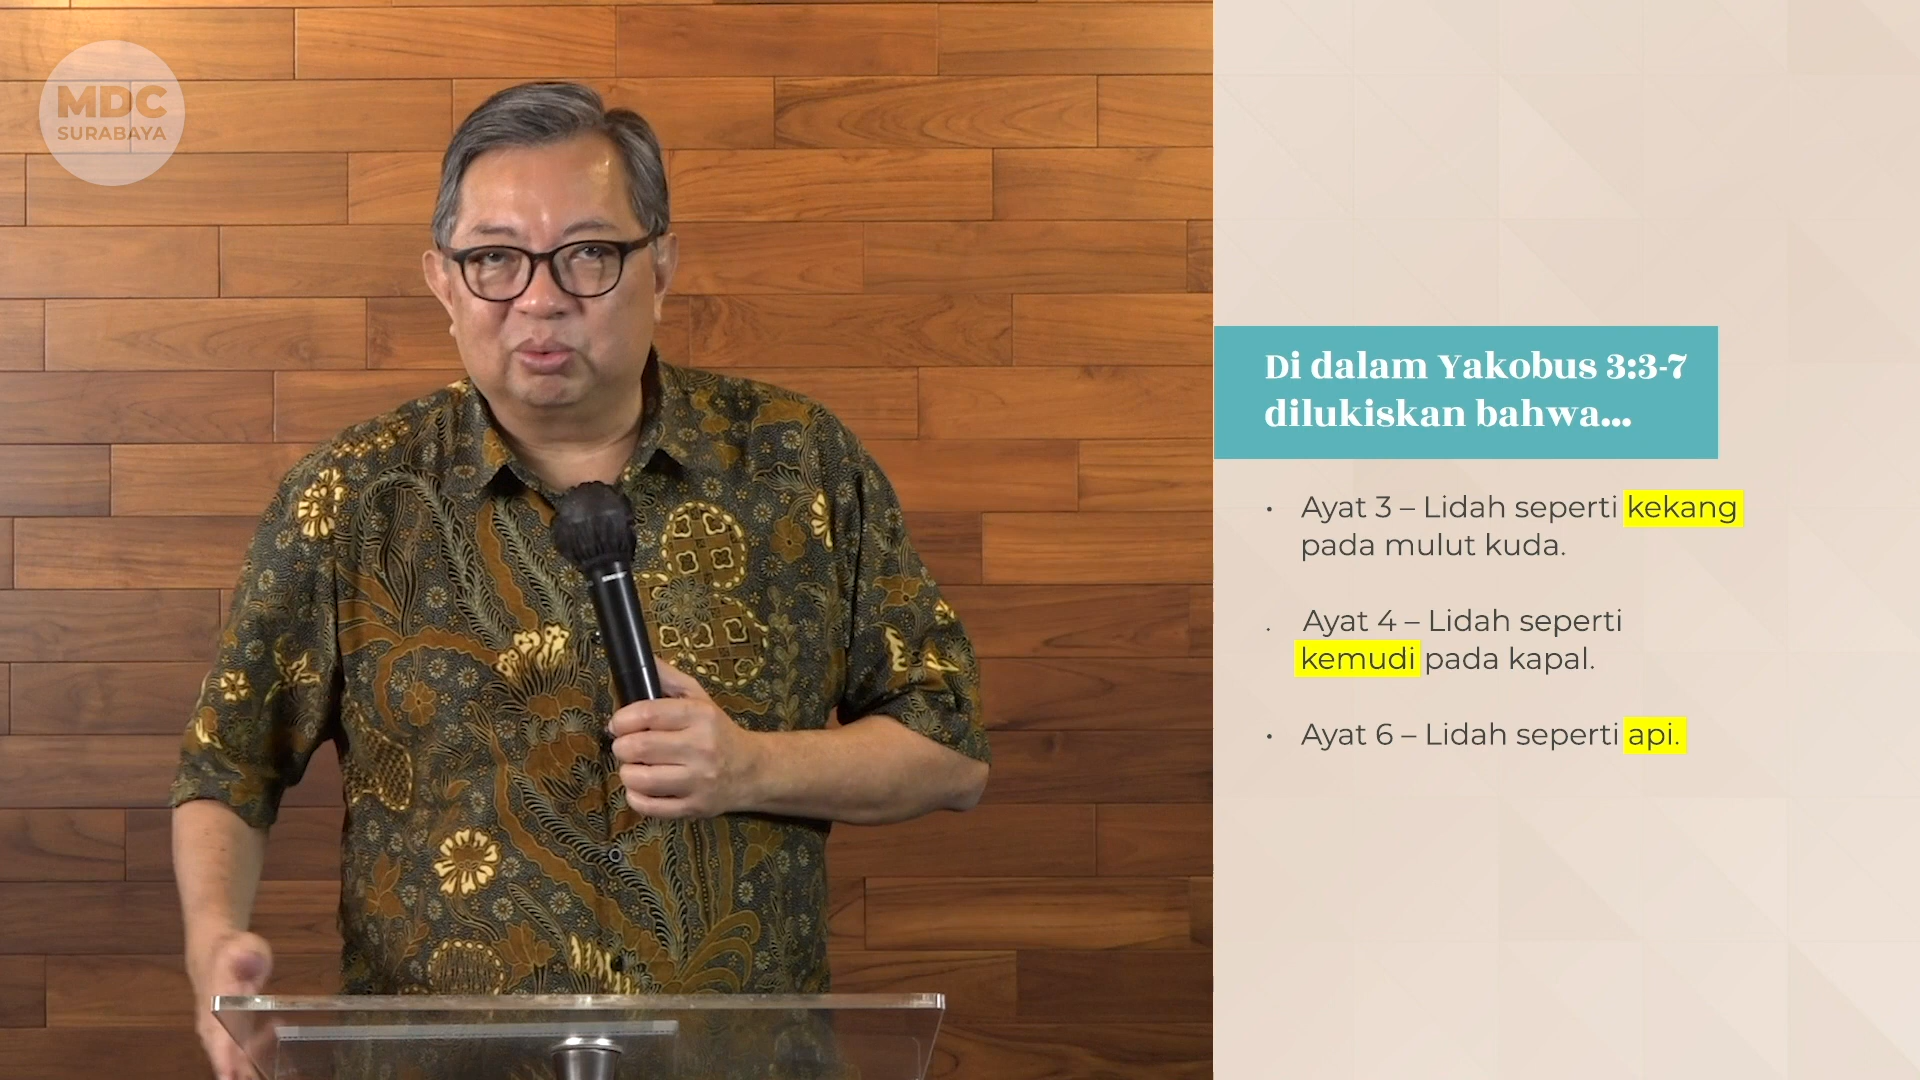 MDC
SURABAYA
Di dalam Yakobus 3:3-7
dilukiskan bahwa...
• Ayat 3 – Lidah seperti kekang
pada mulut kuda.
. Ayat 4 – Lidah seperti
kemudi pada kapal.
• Ayat 6 – Lidah seperti api.